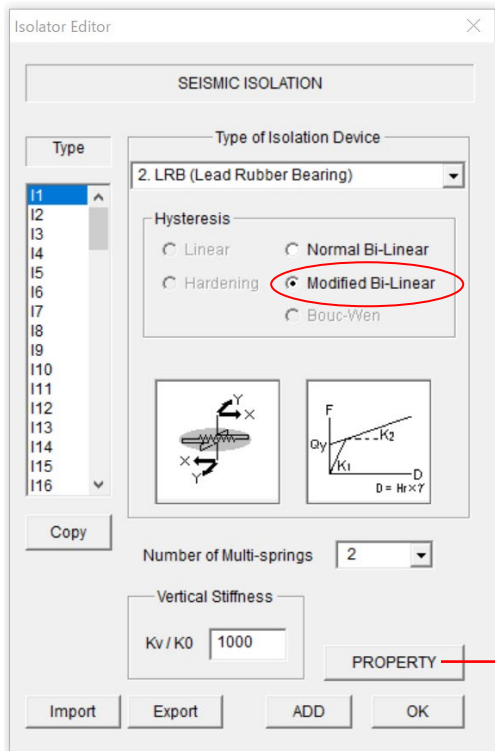 Isolator Editor
SEISMIC ISOLATION
Type
I1
I2
I3
I4
I5
I6
I7
I8
I9
I10
I11
I12
I13
I14
I15
I16
Copy
Type of Isolation Device
2. LRB (Lead Rubber Bearing)
Hysteresis
Linear
Normal Bi-Linear
Hardening
Modified Bi-Linear
Bouc-Wen
Y
X
X
Y
F
Qy
K2
K1
D
D = Hr×γ
Number of Multi-springs 2
Vertical Stiffness
Kv / K0 1000
PROPERTY
Import Export ADD OK